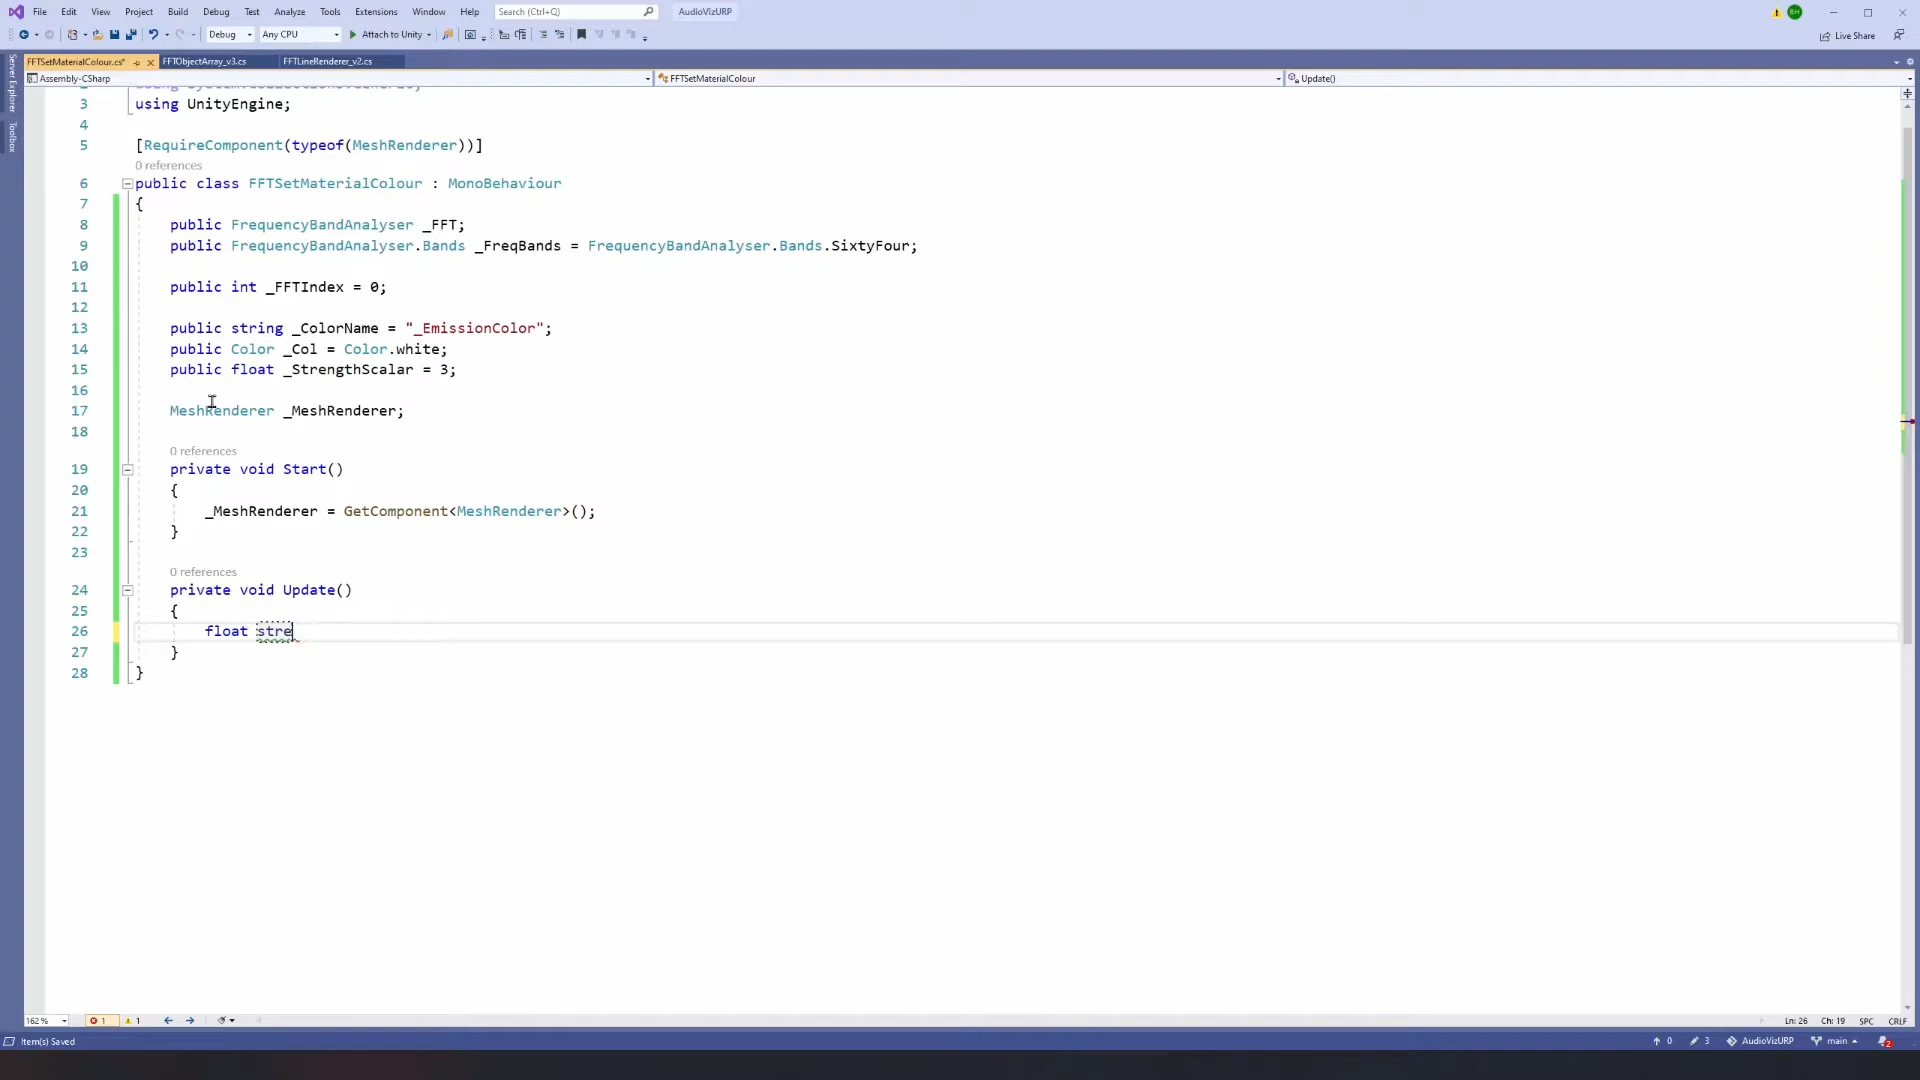 File Edit View Project Build Debug Test Analyze Tools Extensions Window Help Search (Ctrl+Q) AudioVizURP BH
Debug Any CPU Attach to Unity Live Share
FFTSetMaterialColour.cs* FFTObjectArray_v3.cs FFTLineRenderer_v2.cs
Assembly-CSharp FFTSetMaterialColour Update()
Server Explorer
Toolbox
3 using UnityEngine;
4
5 [RequireComponent(typeof(MeshRenderer))]
0 references
6 public class FFTSetMaterialColour : MonoBehaviour
7 {
8 public FrequencyBandAnalyser _FFT;
9 public FrequencyBandAnalyser.Bands _FreqBands = FrequencyBandAnalyser.Bands.SixtyFour;
10
11 public int _FFTIndex = 0;
12
13 public string _ColorName = "_EmissionColor";
14 public Color _Col = Color.white;
15 public float _StrengthScalar = 3;
16
17 MeshRenderer _MeshRenderer;
18
0 references
19 private void Start()
20 {
21 _MeshRenderer = GetComponent<MeshRenderer>();
22 }
23
0 references
24 private void Update()
25 {
26 float stre
27 }
28 }
162 % 1 1 Ln: 26 Ch: 19 SPC CRLF
Item(s) Saved 0 3 AudioVizURP main 2